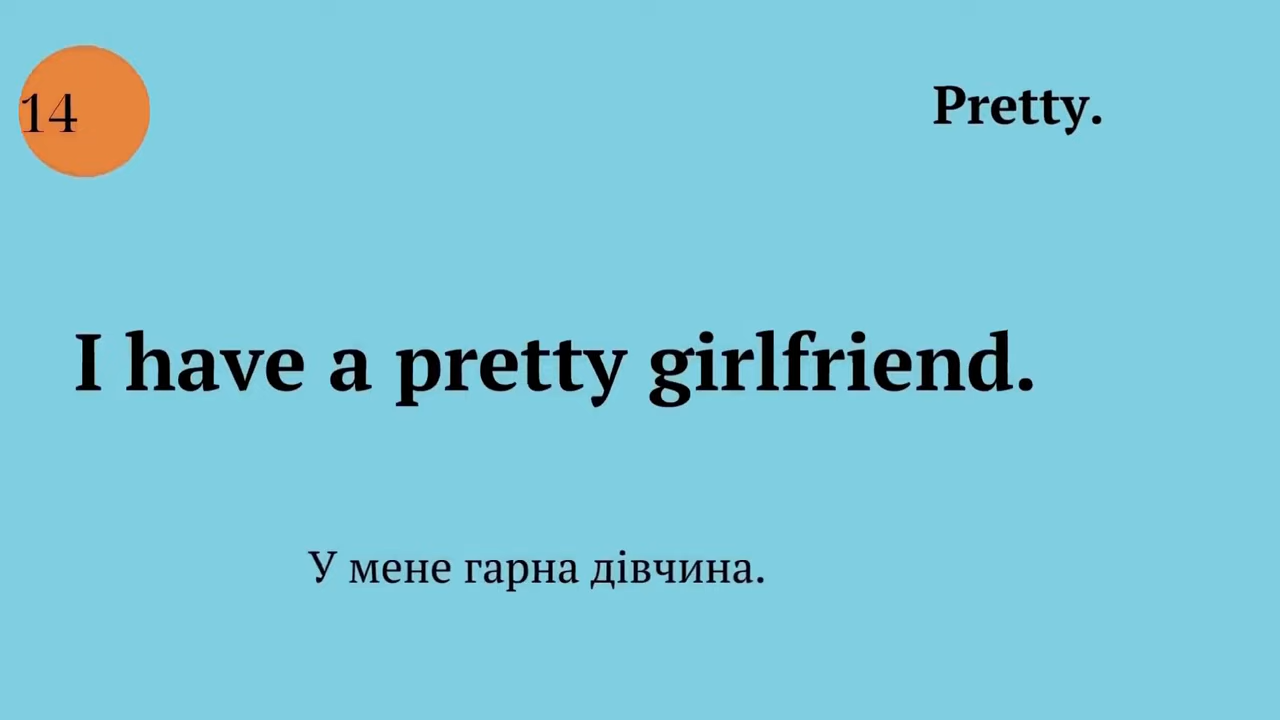 14
Pretty.
I have a pretty girlfriend.
У мене гарна дівчина.